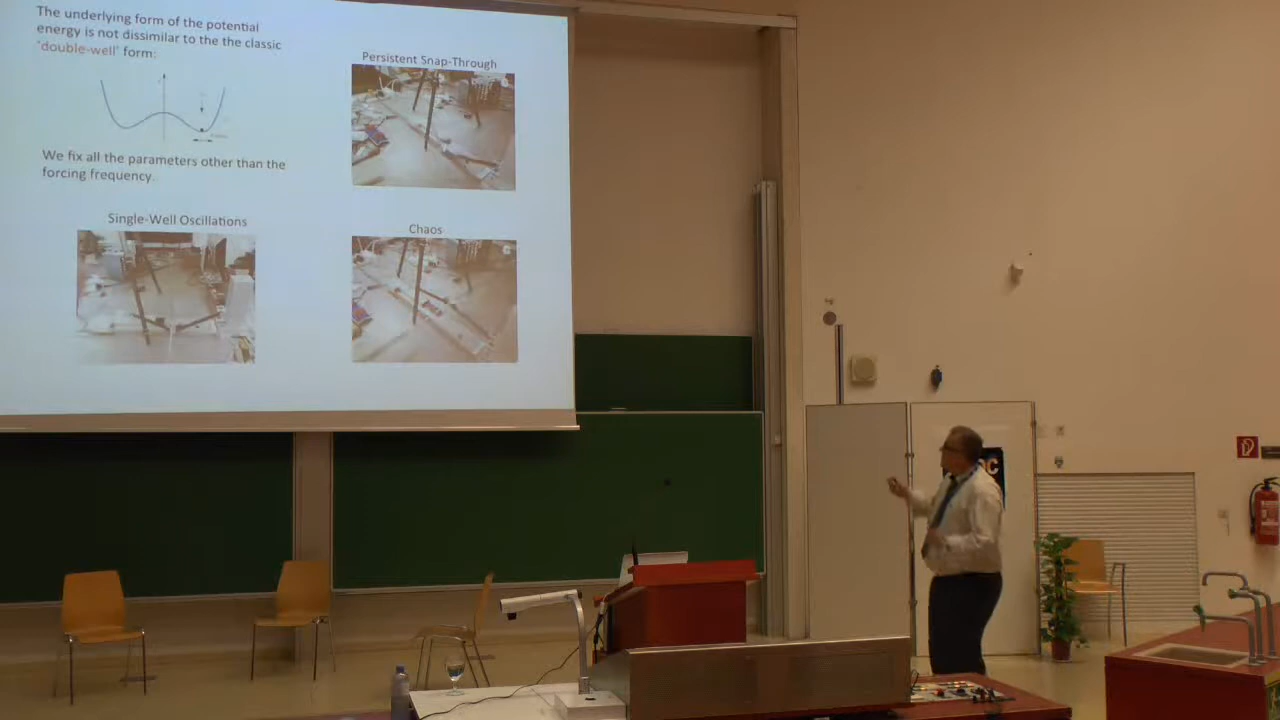 The underlying form of the potential
energy is not dissimilar to the the classic
'double-well' form:
We fix all the parameters other than the
forcing frequency.
Persistent Snap-Through
Single-Well Oscillations
Chaos